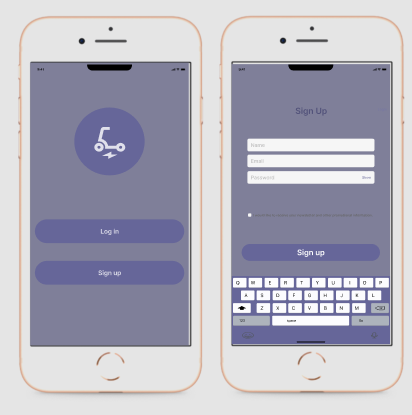 9:41
Log in
Sign up
9:41
Sign Up
Name
Email
Password
Show
Sign up
Q W E R T Y U I O P
A S D F G H J K L
Z X C V B N M
123 space Go